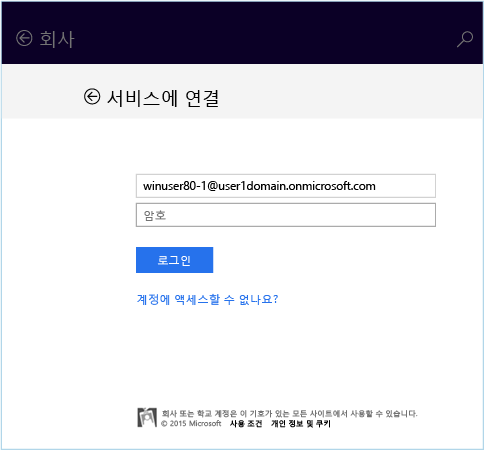 회사
서비스에 연결
winuser80-1@user1domain.onmicrosoft.com
암호
로그인
계정에 액세스할 수 없나요?
회사 또는 학교 계정은 이 기호가 있는 모든 사이트에서 사용할 수 있습니다.
© 2015 Microsoft 사용 조건 개인 정보 및 쿠키